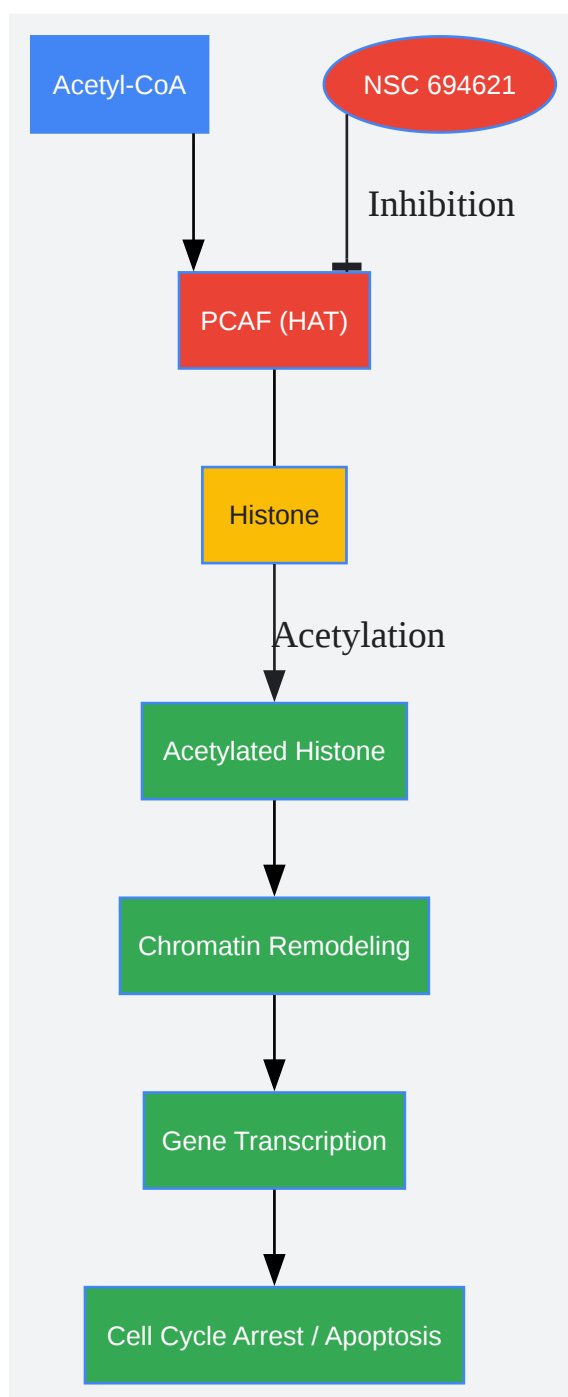 Acetyl-CoA
NSC 694621
Inhibition
PCAF (HAT)
Histone
Acetylation
Acetylated Histone
Chromatin Remodeling
Gene Transcription
Cell Cycle Arrest / Apoptosis